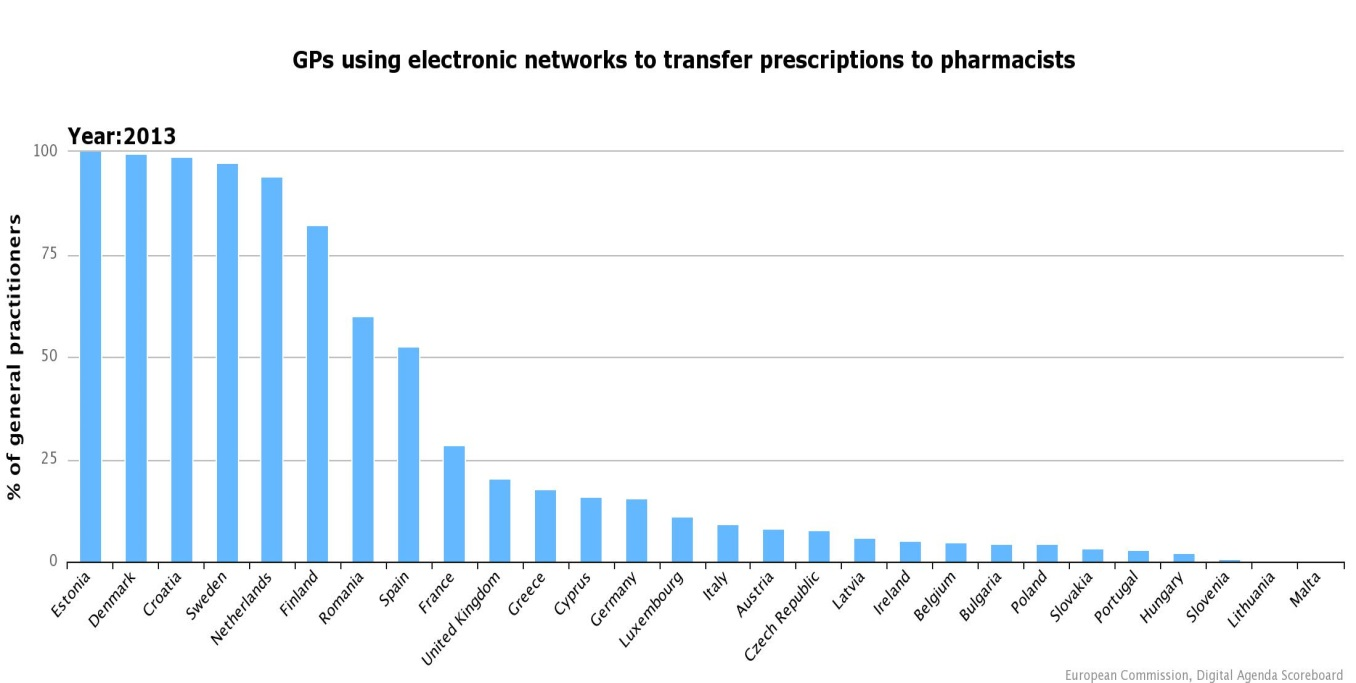 GPs using electronic networks to transfer prescriptions to pharmacists
Year:2013
% of general practitioners
100
75
50
25
0
Estonia
Denmark
Croatia
Sweden
Netherlands
Finland
Romania
Spain
France
United Kingdom
Greece
Cyprus
Germany
Luxembourg
Italy
Austria
Czech Republic
Latvia
Ireland
Belgium
Bulgaria
Poland
Slovakia
Portugal
Hungary
Slovenia
Lithuania
Malta
European Commission, Digital Agenda Scoreboard